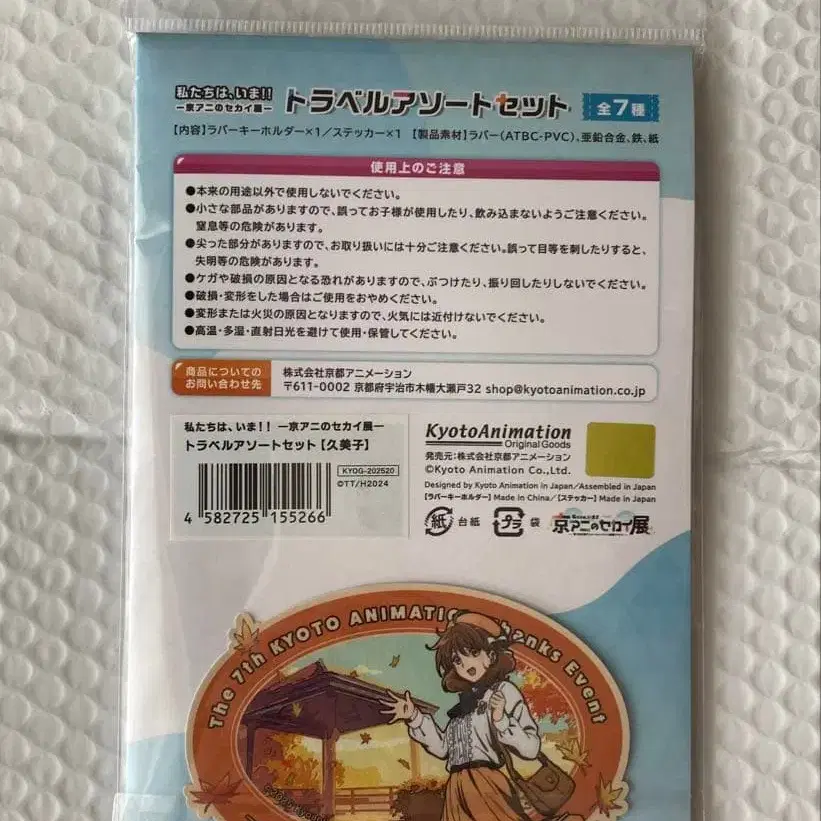 私たちは、いま!!
ー京アニのセカイ展ー
トラベルアソートセット
全7種
【内容】ラバーキーホルダー×1/ステッカー×1 【製品素材】ラバー(ATBC-PVC)、亜鉛合金、鉄、紙
使用上のご注意
●本来の用途以外で使用しないでください。
●小さな部品がありますので、誤ってお子様が使用したり、飲み込まないようご注意ください。
窒息等の危険があります。
●尖った部分がありますので、お取り扱いには十分ご注意ください。誤って目等を刺したりすると、
失明等の危険があります。
●ケガや破損の原因となる恐れがありますので、ぶつけたり、振り回したりしないでください。
●破損・変形をした場合はご使用をおやめください。
●変形または火災の原因となりますので、火気には近付けないでください。
●高温・多湿・直射日光を避けて使用・保管してください。
商品についての
お問い合わせ先
株式会社京都アニメーション
〒611-0002 京都府宇治市木幡大瀬戸32 shop@kyotoanimation.co.jp
私たちは、いま!! ー京アニのセカイ展ー
トラベルアソートセット【久美子】
KYOG-202520
©TT/H2024
4 582725 155266
KyotoAnimation
Original Goods
発売元:株式会社京都アニメーション
©Kyoto Animation Co.,Ltd.
Designed by Kyoto Animation in Japan/Assembled in Japan
【ラバーキーホルダー】Made in China/【ステッカー】Made in Japan
紙 台紙 プラ 袋
京アニのセカイ展
The 7th KYOTO ANIMATION Thanks Event